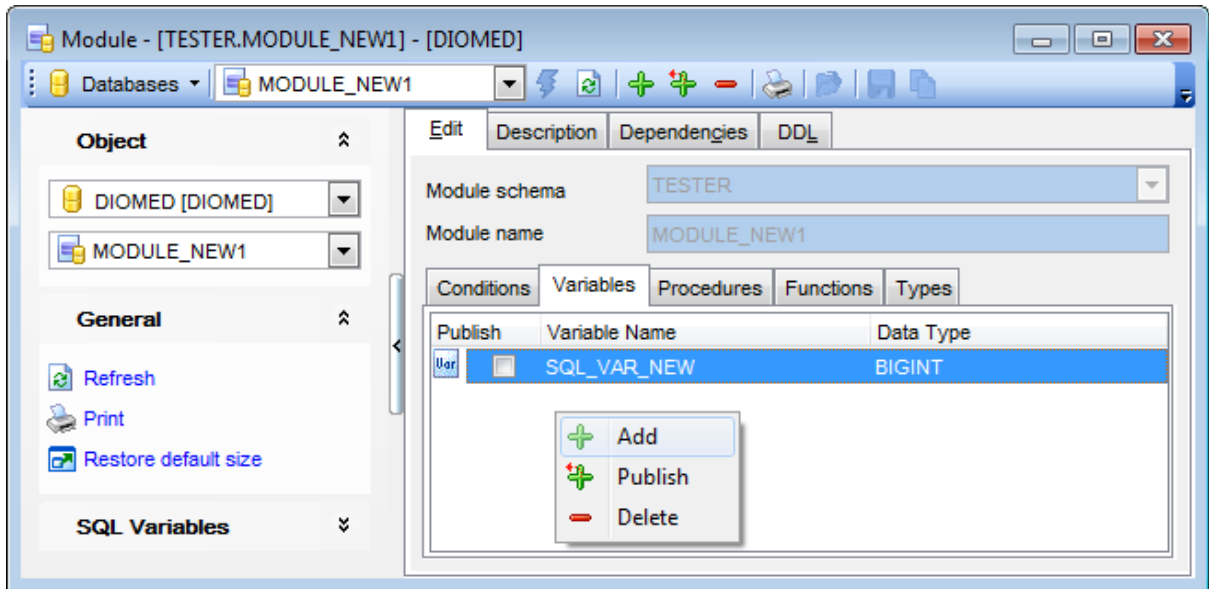 Module - [TESTER.MODULE_NEW1] - [DIOMED]
Databases MODULE_NEW1
Object
DIOMED [DIOMED]
MODULE_NEW1
General
Refresh
Print
Restore default size
SQL Variables
Edit Description Dependencies DDL
Module schema TESTER
Module name MODULE_NEW1
Conditions Variables Procedures Functions Types
Publish Variable Name Data Type
Var SQL_VAR_NEW BIGINT
Add
Publish
Delete